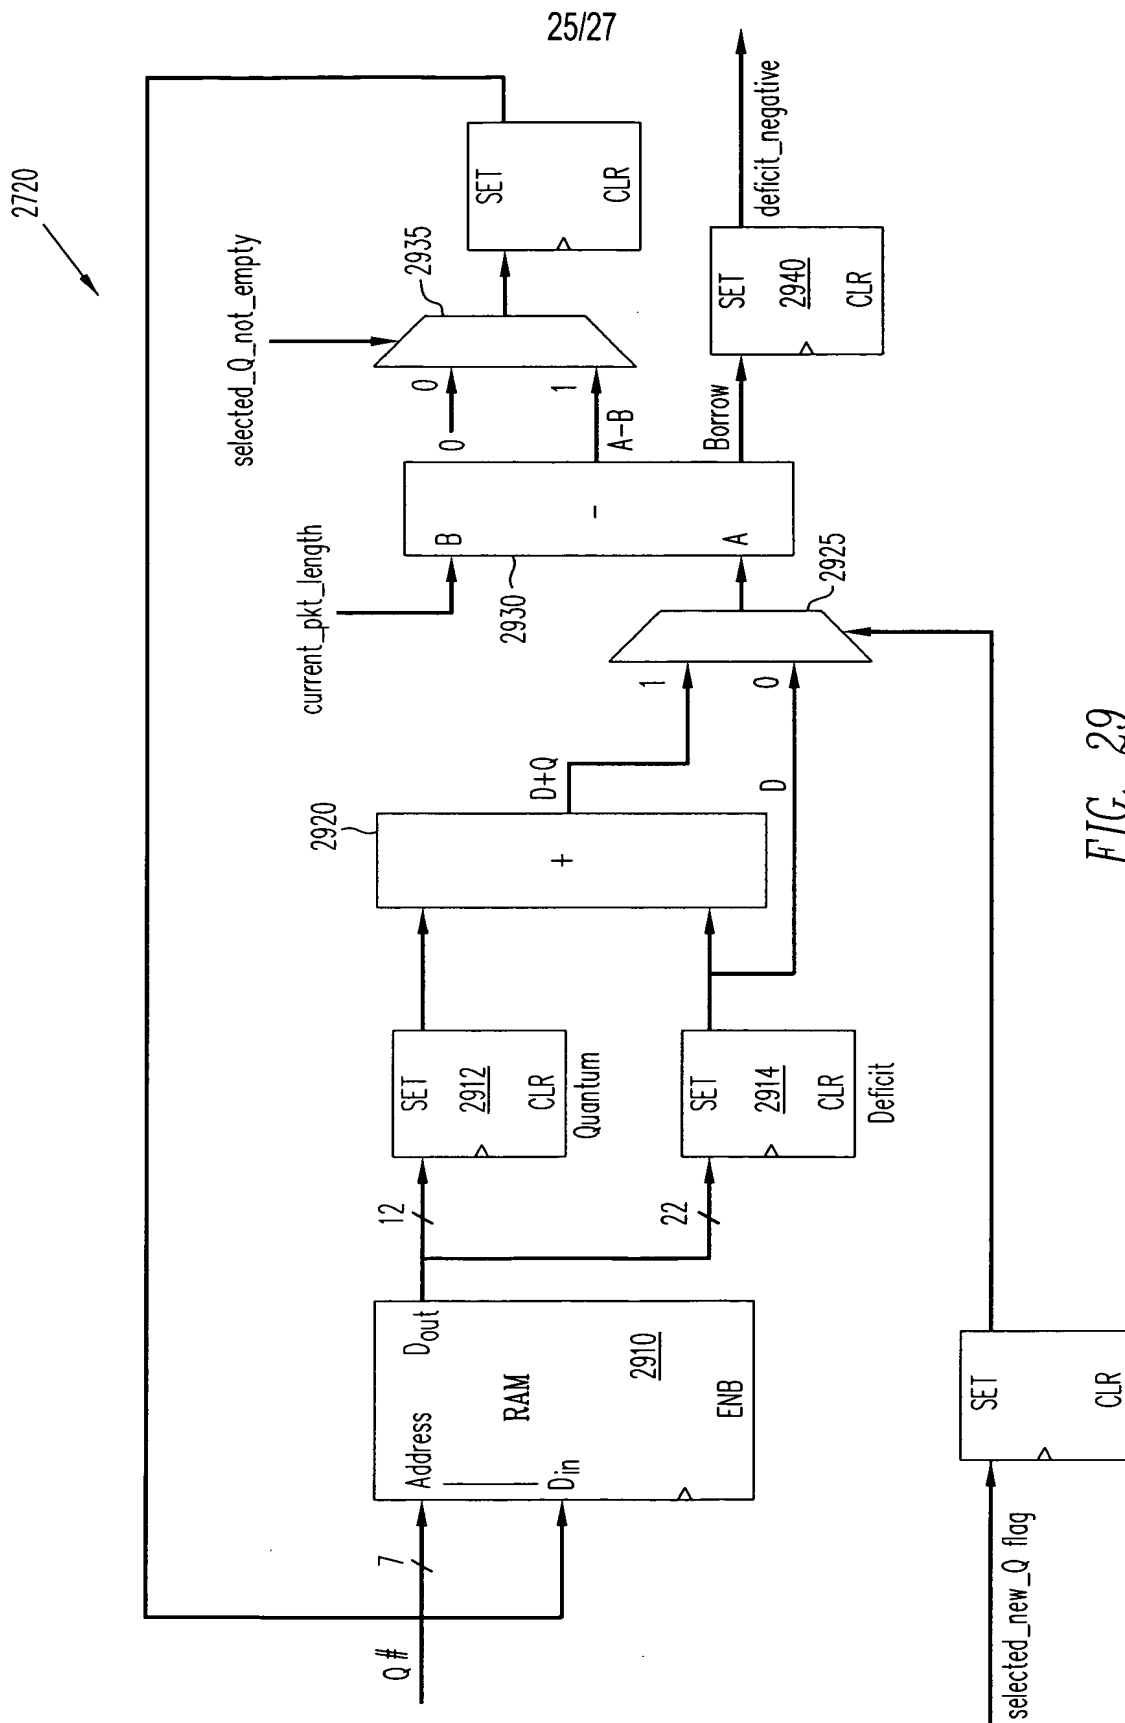 25/27
2720
selected_Q_not_empty
current_pkt_length
Q#
7
Address
Din
RAM
Dout
2910
ENB
12
22
SET
2912
CLR
Quantum
SET
2914
CLR
Deficit
2920
+
D+Q
D
1
0
2925
B
-
A
2930
0
A-B
Borrow
0
1
2935
SET
CLR
SET
2940
CLR
deficit_negative
selected_new_Q flag
SET
CLR
FIG. 29